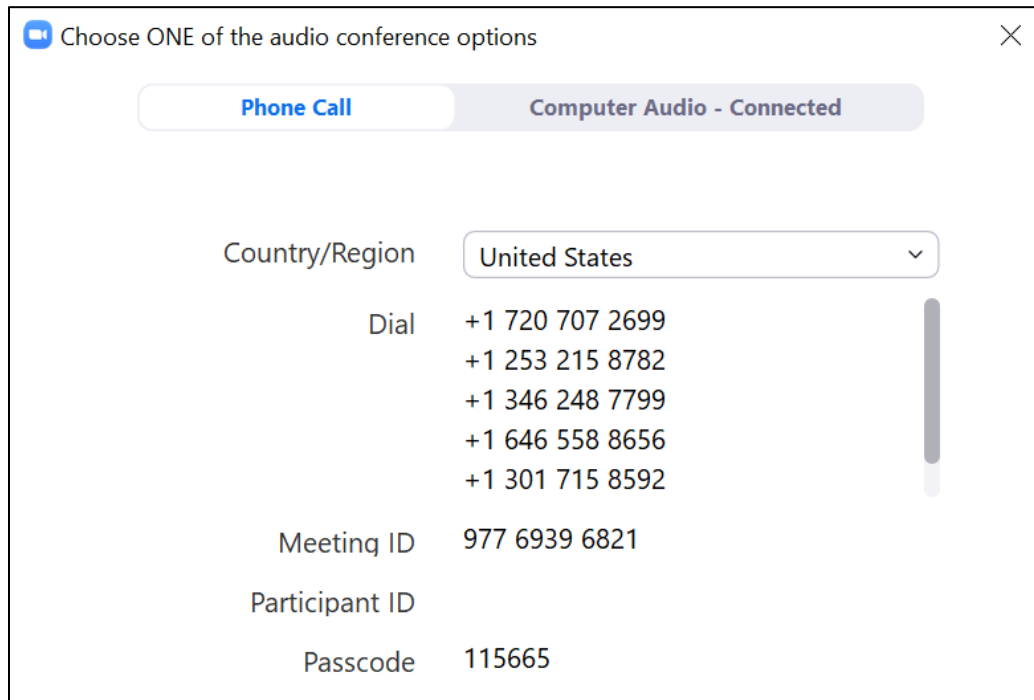 Choose ONE of the audio conference options
Phone Call Computer Audio - Connected
Country/Region United States
Dial +1 720 707 2699
+1 253 215 8782
+1 346 248 7799
+1 646 558 8656
+1 301 715 8592
Meeting ID 977 6939 6821
Participant ID
Passcode 115665